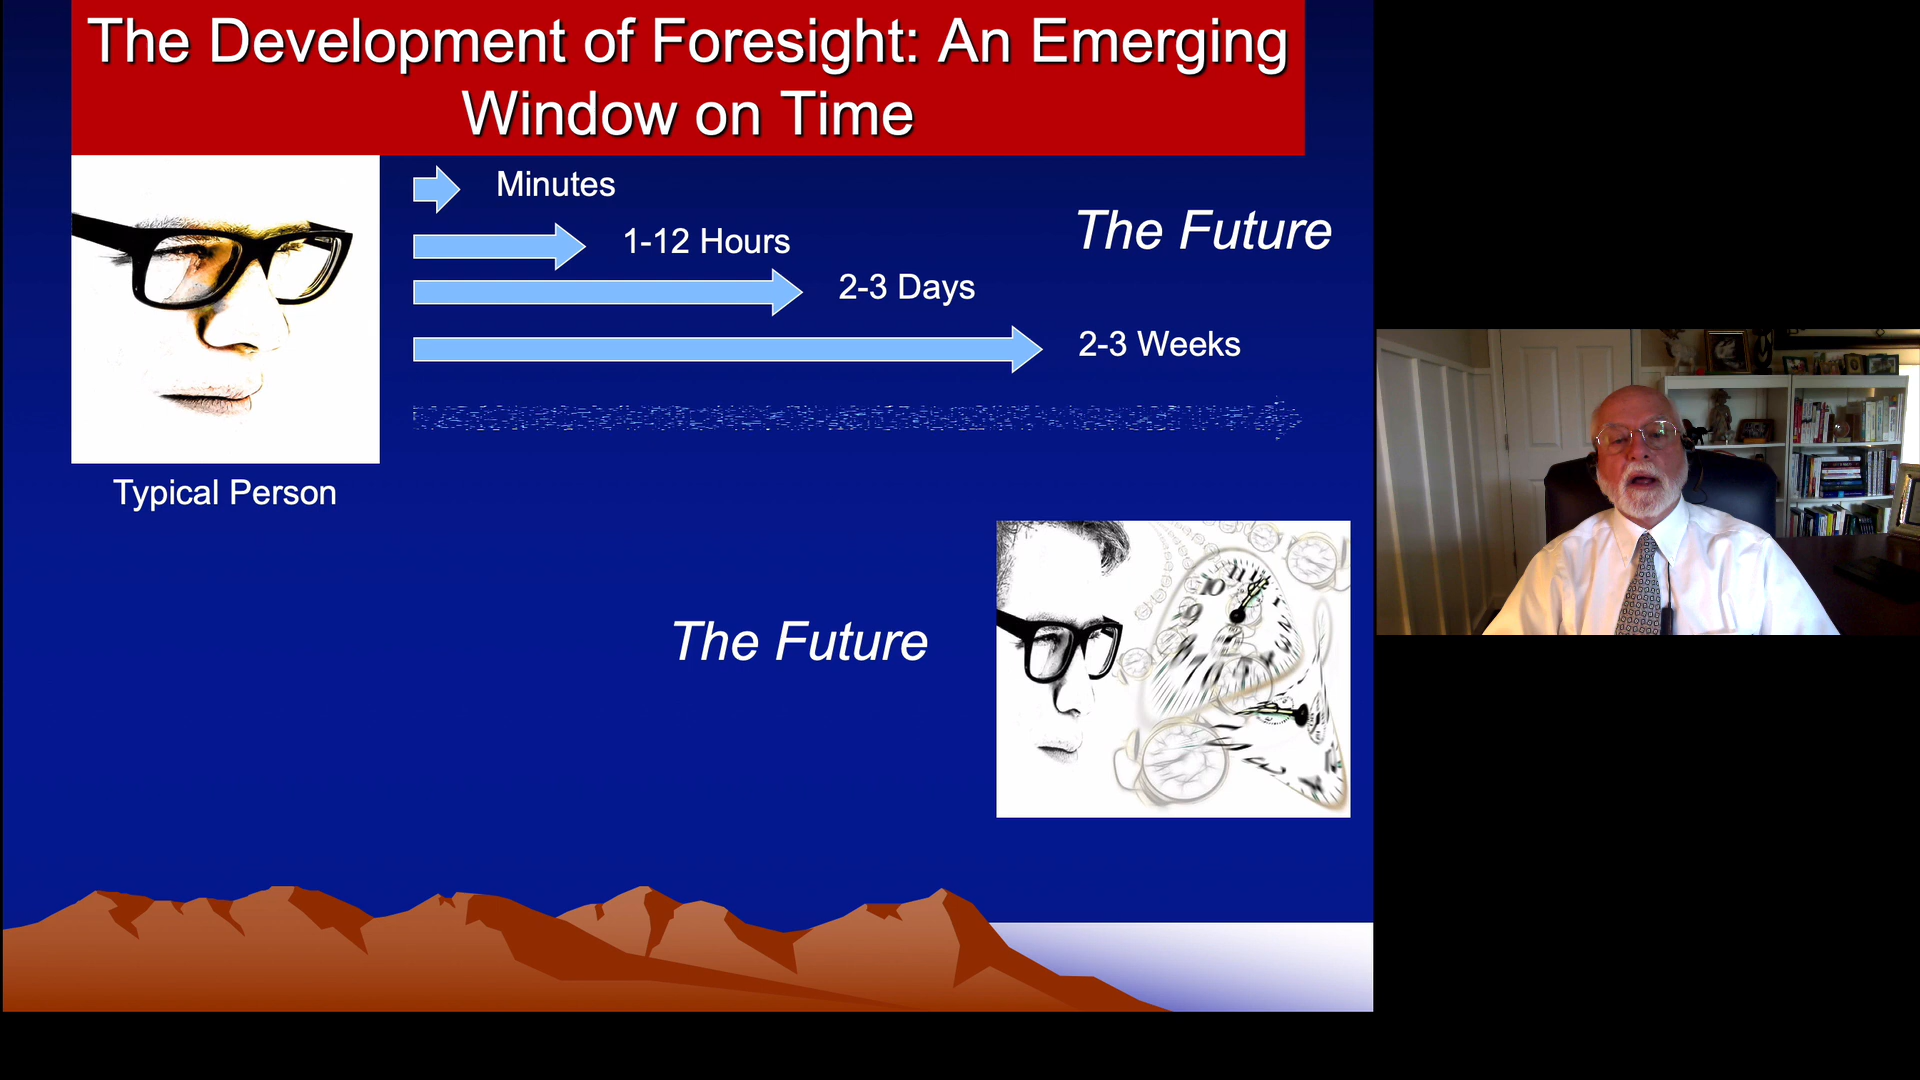 The Development of Foresight: An Emerging
Window on Time
Minutes
1-12 Hours
The Future
2-3 Days
2-3 Weeks
Typical Person
The Future